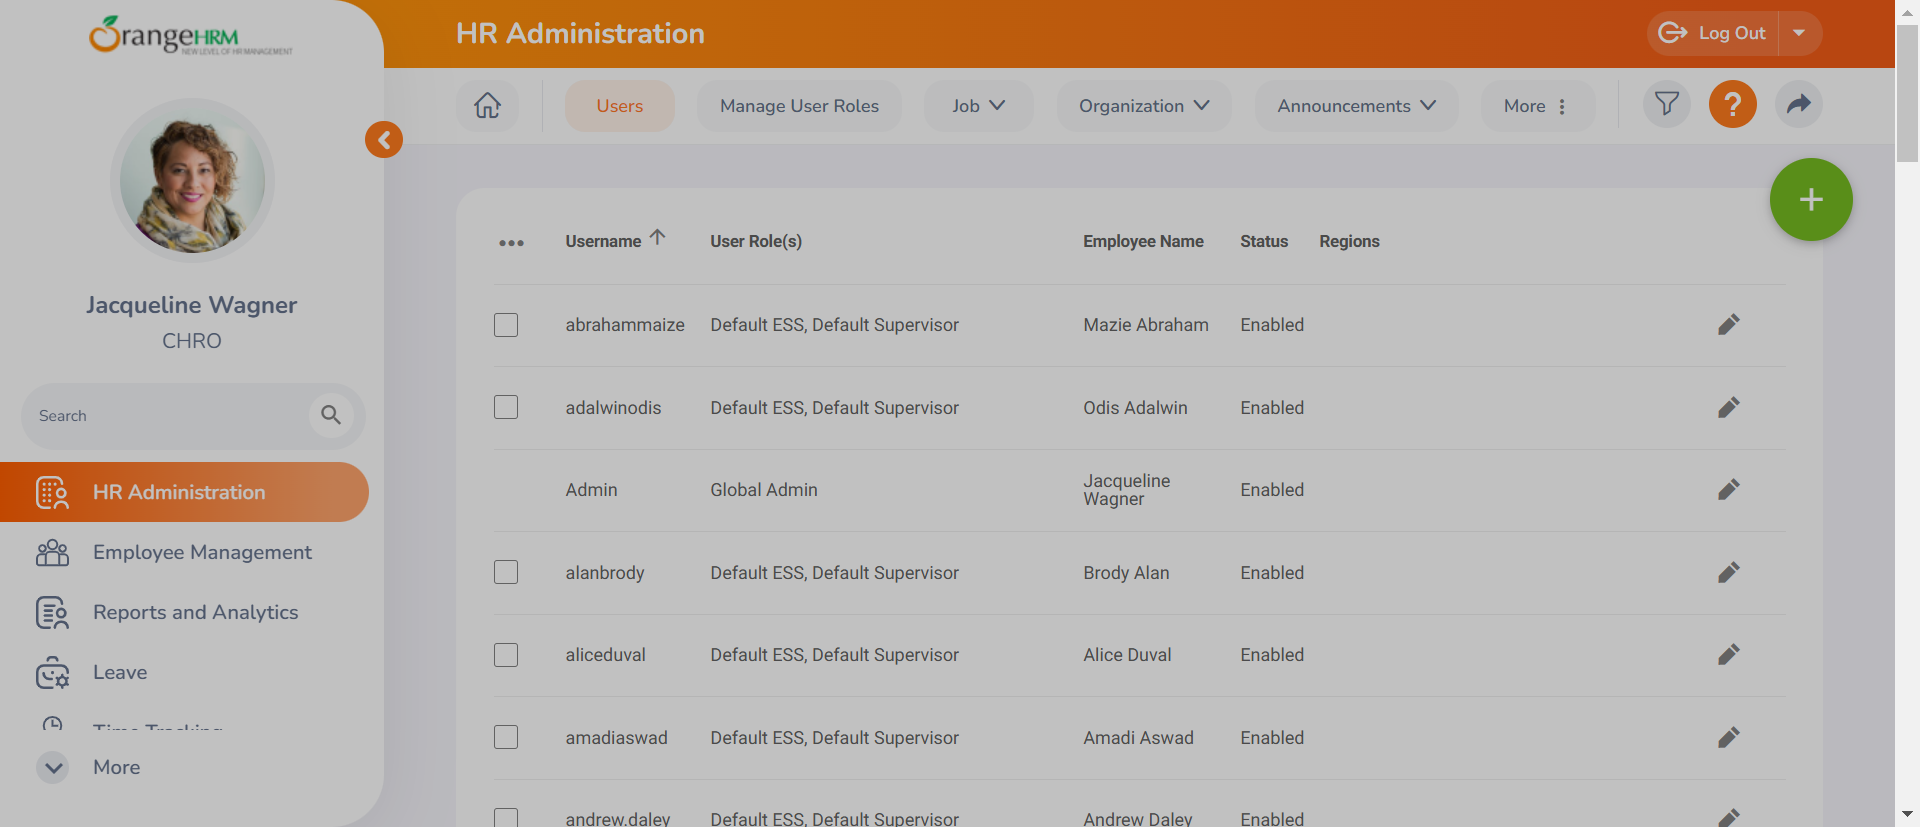 OrangeHRM
NEW LEVEL OF HR MANAGEMENT
HR Administration
Log Out
Users
Manage User Roles
Job
Organization
Announcements
More
Jacqueline Wagner
CHRO
Search
HR Administration
Employee Management
Reports and Analytics
Leave
Time Tracking
More
Username User Role(s) Employee Name Status Regions
abrahammaize Default ESS, Default Supervisor Mazie Abraham Enabled
adalwinodis Default ESS, Default Supervisor Odis Adalwin Enabled
Admin Global Admin Jacqueline Wagner Enabled
alanbrody Default ESS, Default Supervisor Brody Alan Enabled
aliceduval Default ESS, Default Supervisor Alice Duval Enabled
amadiaswad Default ESS, Default Supervisor Amadi Aswad Enabled
andrew.daley Default ESS, Default Supervisor Andrew Daley Enabled